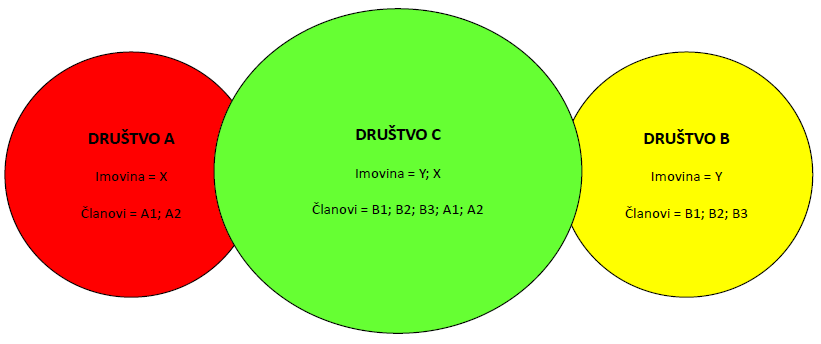 DRUŠTVO A
Imovina = X
Članovi = A1; A2
DRUŠTVO C
Imovina = Y; X
Članovi = B1; B2; B3; A1; A2
DRUŠTVO B
Imovina = Y
Članovi = B1; B2; B3